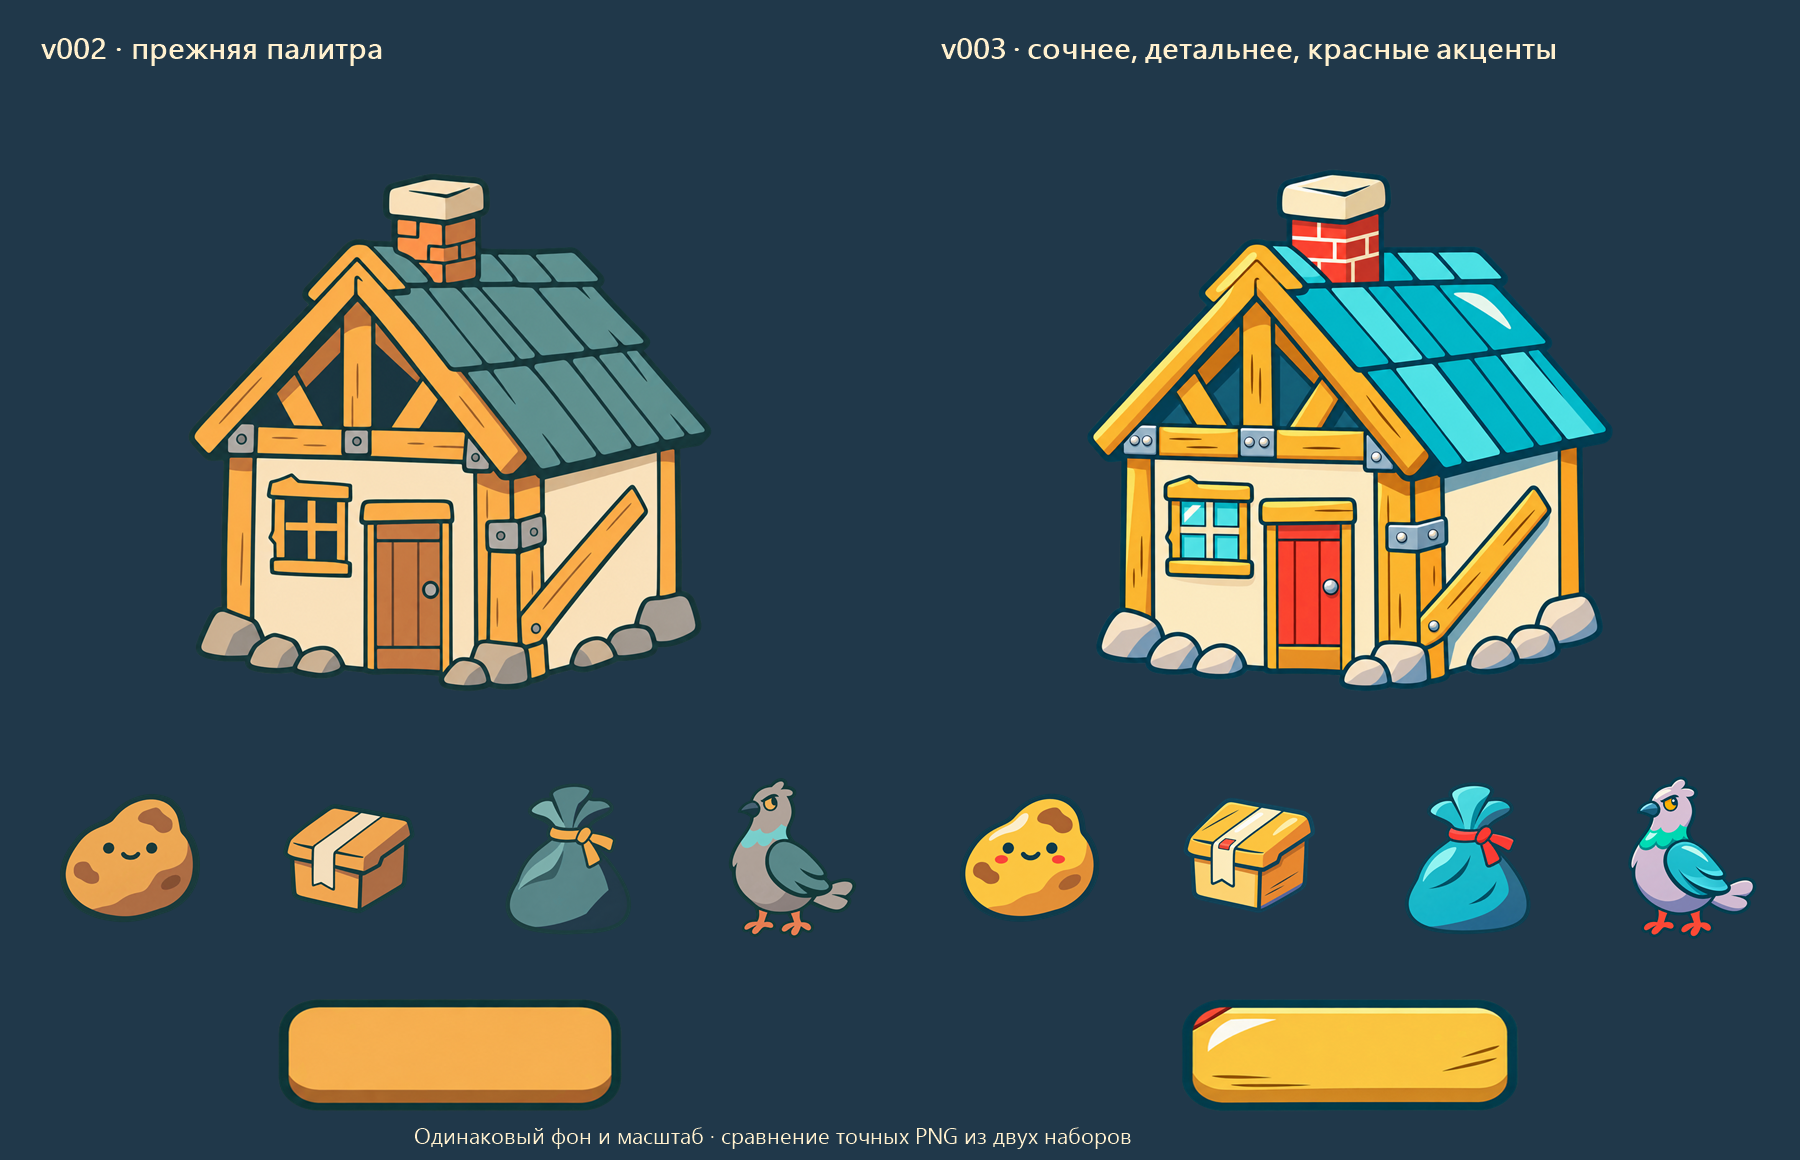 v002 · прежняя палитра
v003 · сочнее, детальнее, красные акценты
Одинаковый фон и масштаб · сравнение точных PNG из двух наборов